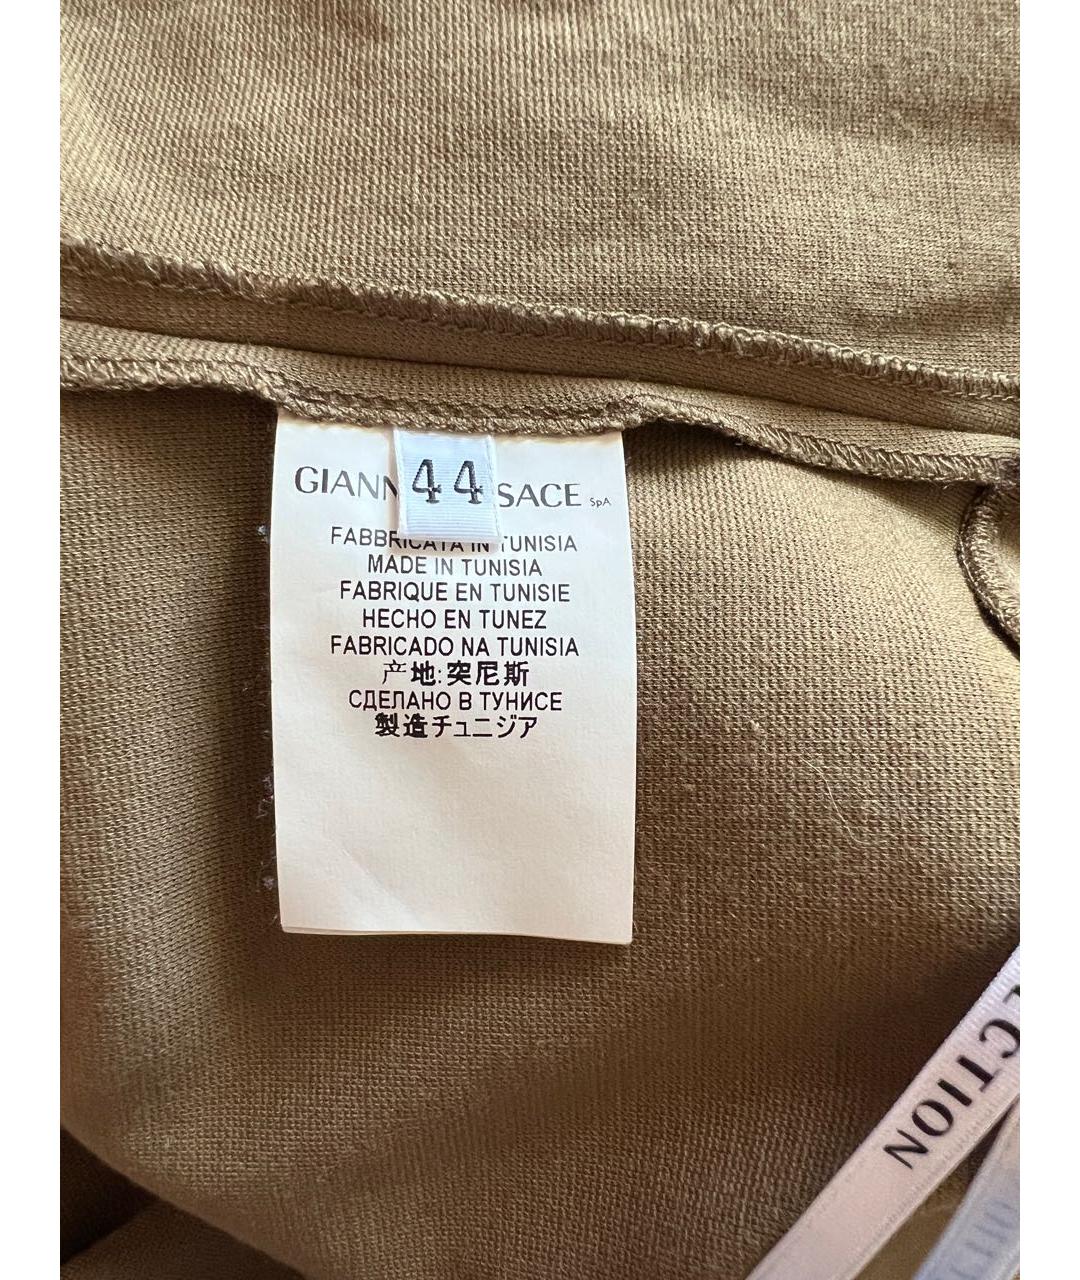 44
GIANN SACE SpA
FABBRICATA IN TUNISIA
MADE IN TUNISIA
FABRIQUE EN TUNISIE
HECHO EN TUNEZ
FABRICADO NA TUNISIA
产地:突尼斯
СДЕЛАНО В ТУНИСЕ
製造チュニジア
ECTION